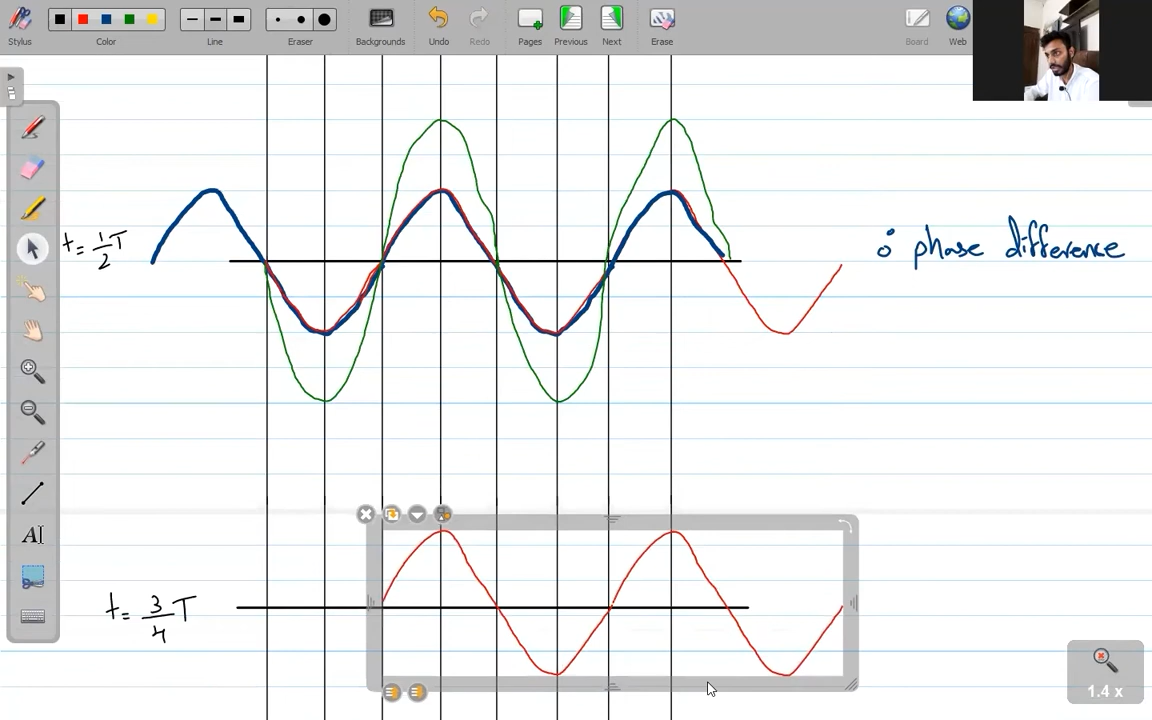 Stylus
Color
Line
Eraser
Backgrounds
Undo
Redo
Pages
Previous
Next
Erase
Board
Web
t = 1/2 T
phase difference
AI
t = 3/4 T
1.4 x